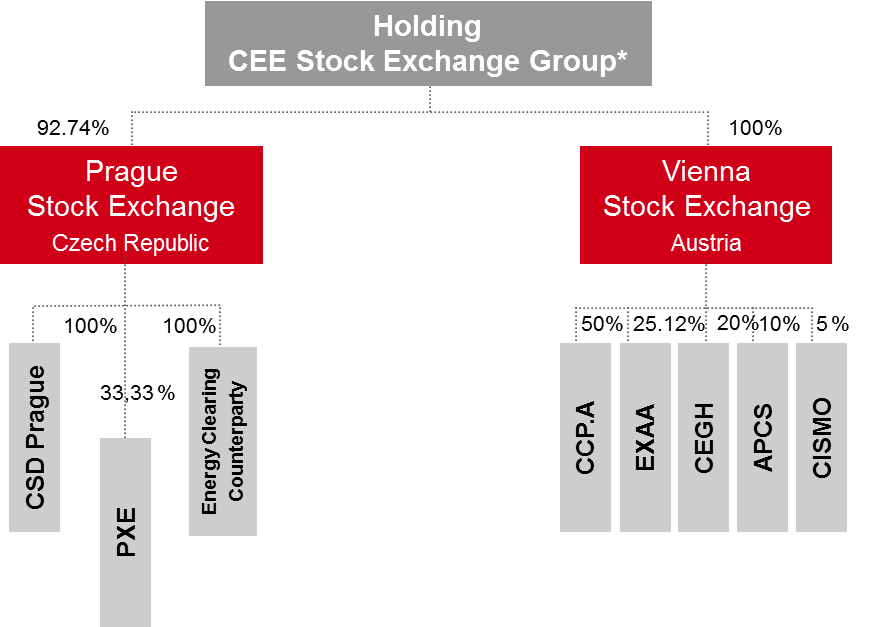 Holding
CEE Stock Exchange Group*
92.74%
100%
Prague
Stock Exchange
Czech Republic
Vienna
Stock Exchange
Austria
100%
100%
50%
25.12%
20%
10%
5 %
33,33 %
CSD Prague
PXE
Energy Clearing
Counterparty
CCP.A
EXAA
CEGH
APCS
CISMO